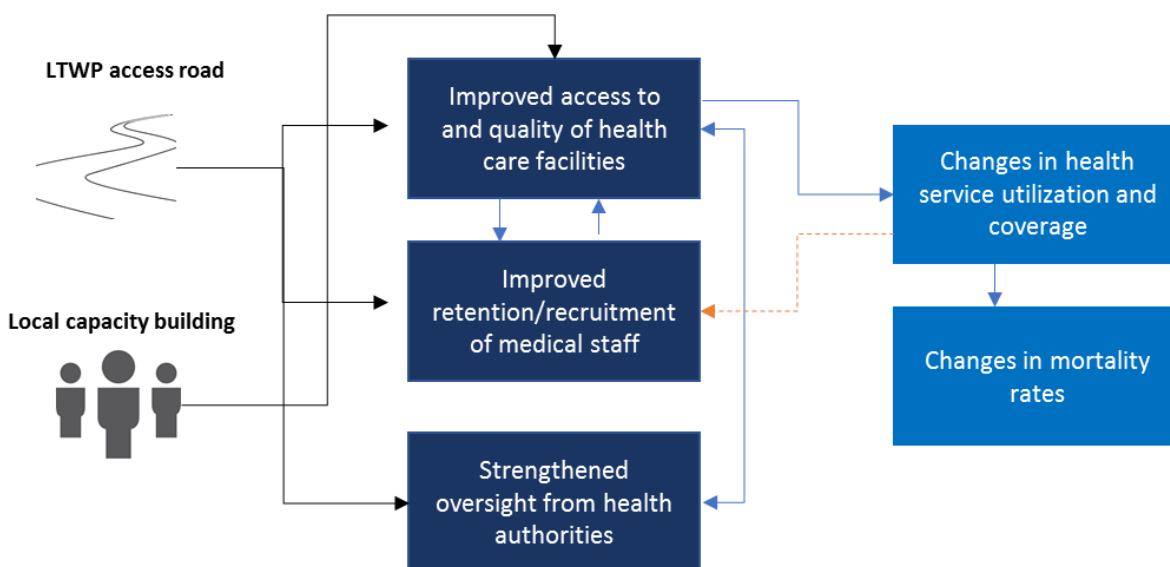 LTWP access road
Local capacity building
Improved access to
and quality of health
care facilities
Improved
retention/recruitment
of medical staff
Strengthened
oversight from health
authorities
Changes in health
service utilization and
coverage
Changes in mortality
rates